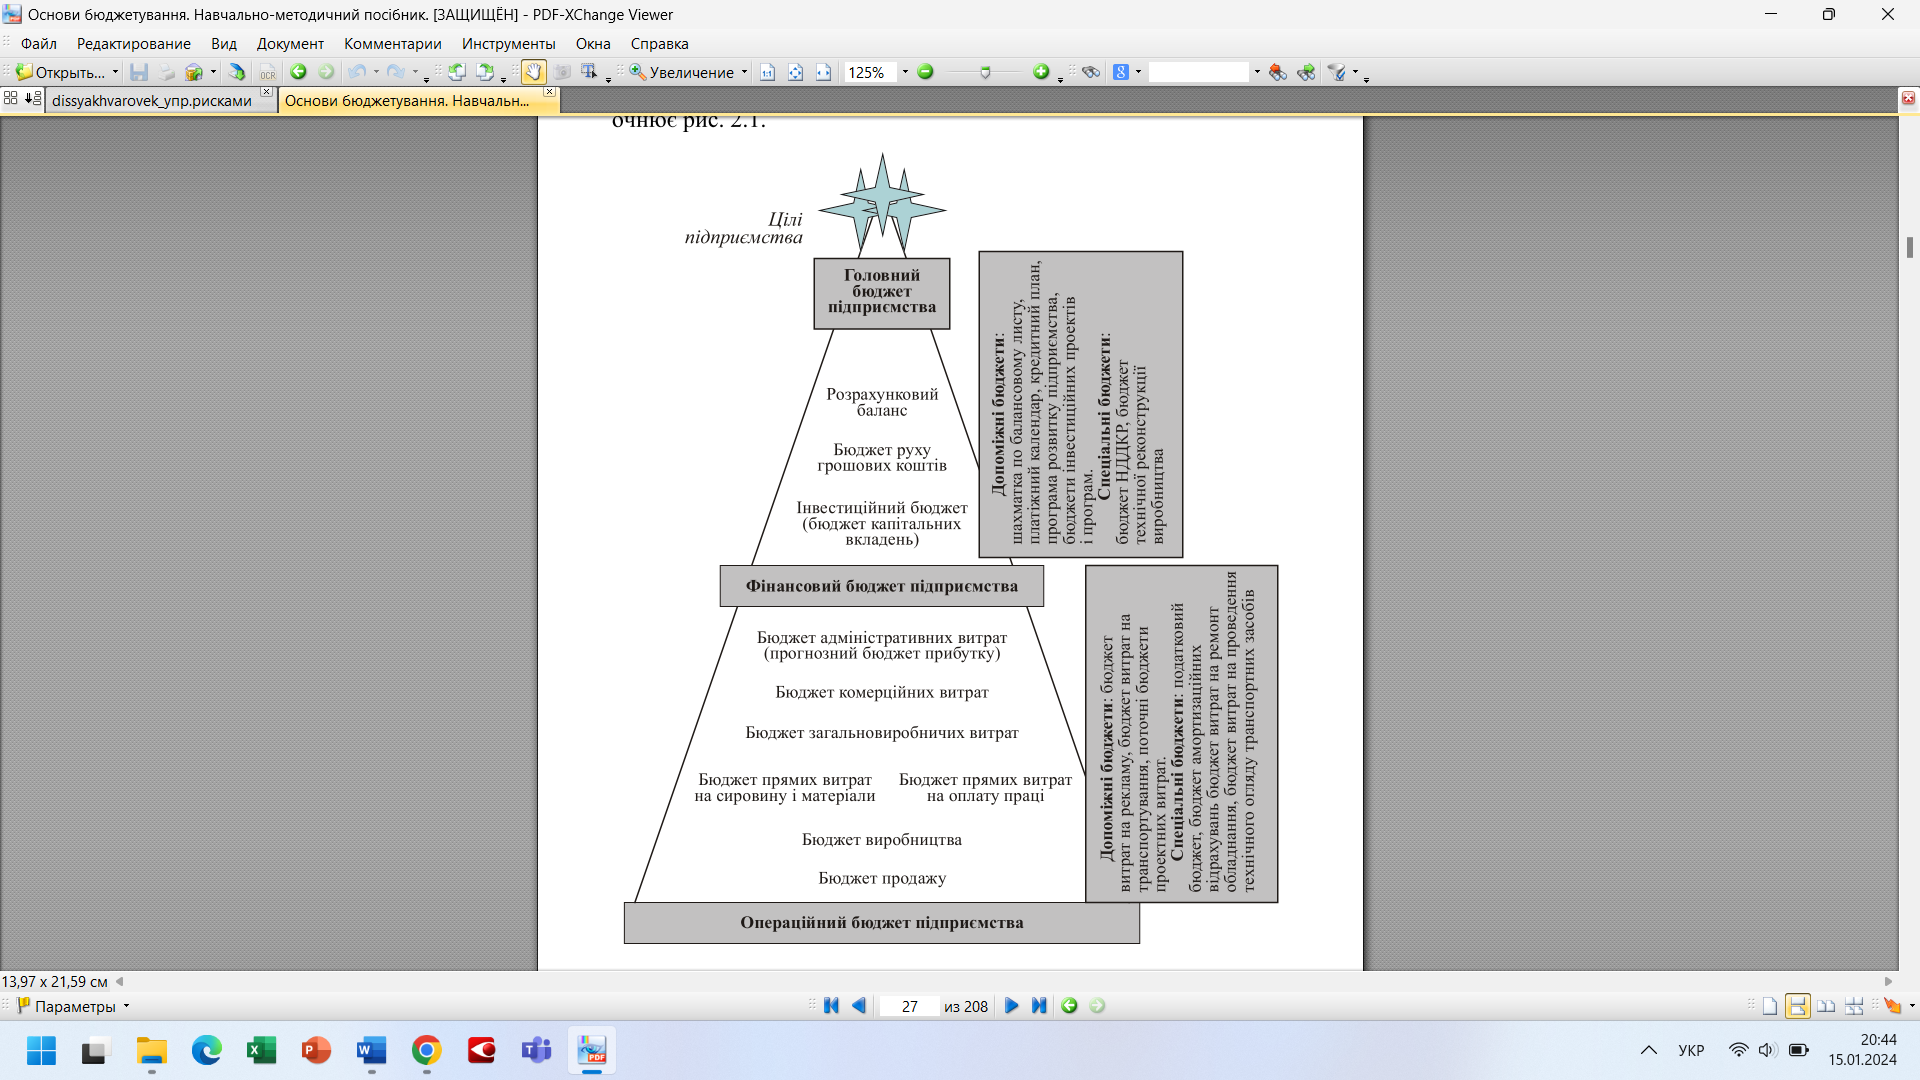 Основи бюджетування. Навчально-методичний посібник. [ЗАЩИЩЁН] - PDF-XChange Viewer
Файл Редактирование Вид Документ Комментарии Инструменты Окна Справка
Открыть... OCR Увеличение 1:1 125% 8
dissyakhvarovek_упр.рисками Основи бюджетування. Навчальн...
очнює рис. 2.1.
Цілі
підприємства
Головний
бюджет
підприємства
Розрахунковий
баланс
Бюджет руху
грошових коштів
Інвестиційний бюджет
(бюджет капітальних
вкладень)
Допоміжні бюджети:
шахматка по балансовому листу,
платіжний календар, кредитний план,
програма розвитку підприємства,
бюджети інвестиційних проектів
і програм.
Спеціальні бюджети:
бюджет НДДКР, бюджет
технічної реконструкції
виробництва
Фінансовий бюджет підприємства
Бюджет адміністративних витрат
(прогнозний бюджет прибутку)
Бюджет комерційних витрат
Бюджет загальновиробничих витрат
Бюджет прямих витрат
на сировину і матеріали
Бюджет прямих витрат
на оплату праці
Бюджет виробництва
Бюджет продажу
Допоміжні бюджети: бюджет
витрат на рекламу, бюджет витрат на
транспортування, поточні бюджети
проектних витрат.
Спеціальні бюджети: податковий
бюджет, бюджет амортизаційних
відрахувань бюджет витрат на ремонт
обладнання, бюджет витрат на проведення
технічного огляду транспортних засобів
Операційний бюджет підприємства
13,97 x 21,59 см
Параметры 27 из 208
УКР 20:44
15.01.2024